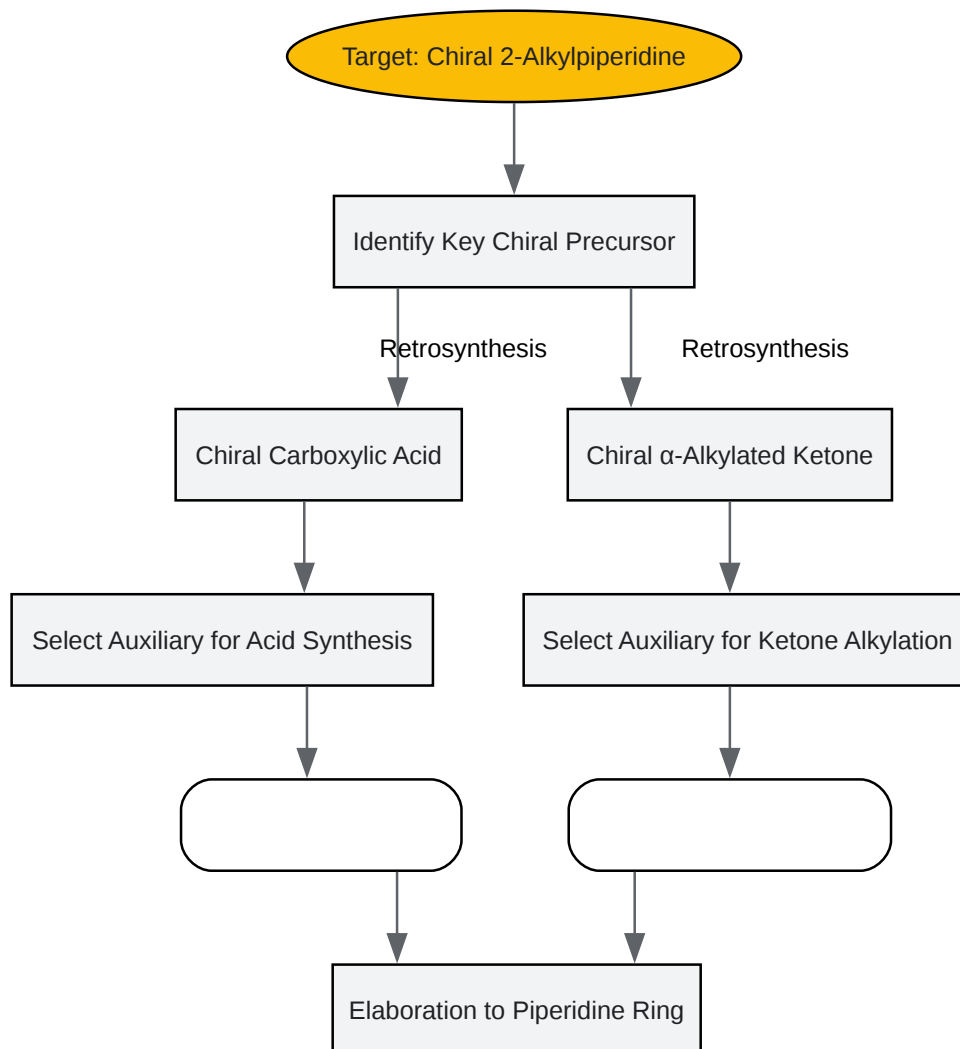 Target: Chiral 2-Alkylpiperidine
Identify Key Chiral Precursor
Retrosynthesis
Retrosynthesis
Chiral Carboxylic Acid
Chiral α-Alkylated Ketone
Select Auxiliary for Acid Synthesis
Select Auxiliary for Ketone Alkylation
Elaboration to Piperidine Ring